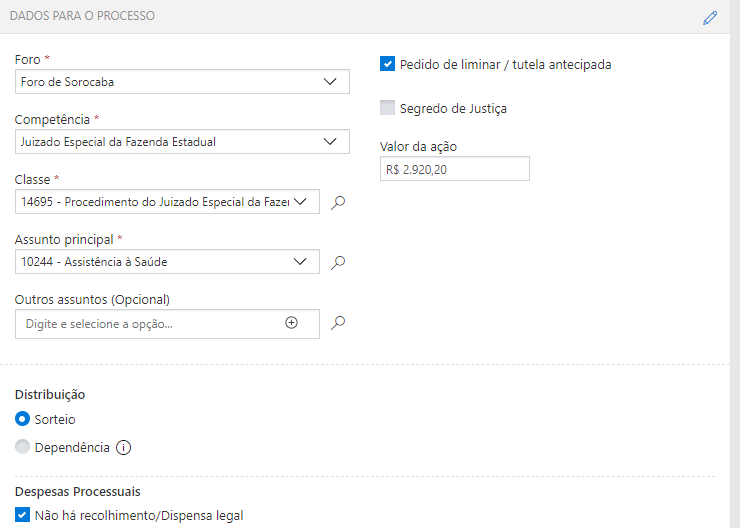 DADOS PARA O PROCESSO
Foro *
Foro de Sorocaba
Competência *
Juizado Especial da Fazenda Estadual
Classe *
14695 - Procedimento do Juizado Especial da Fazer
Assunto principal *
10244 - Assistência à Saúde
Outros assuntos (Opcional)
Digite e selecione a opção...
Pedido de liminar / tutela antecipada
Segredo de Justiça
Valor da ação
R$ 2.920,20
Distribuição
Sorteio
Dependência
Despesas Processuais
Não há recolhimento/Dispensa legal